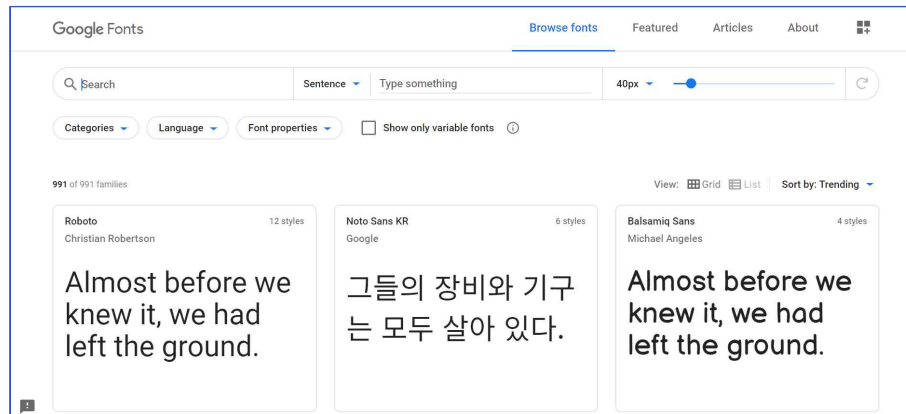 Google Fonts Browse fonts Featured Articles About
Search Sentence Type something 40px
Categories Language Font properties Show only variable fonts
991 of 991 families View: Grid List Sort by: Trending
Roboto 12 styles
Christian Robertson
Almost before we
knew it, we had
left the ground.
Noto Sans KR 6 styles
Google
그들의 장비와 기구
는 모두 살아 있다.
Balsamiq Sans 4 styles
Michael Angeles
Almost before we
knew it, we had
left the ground.